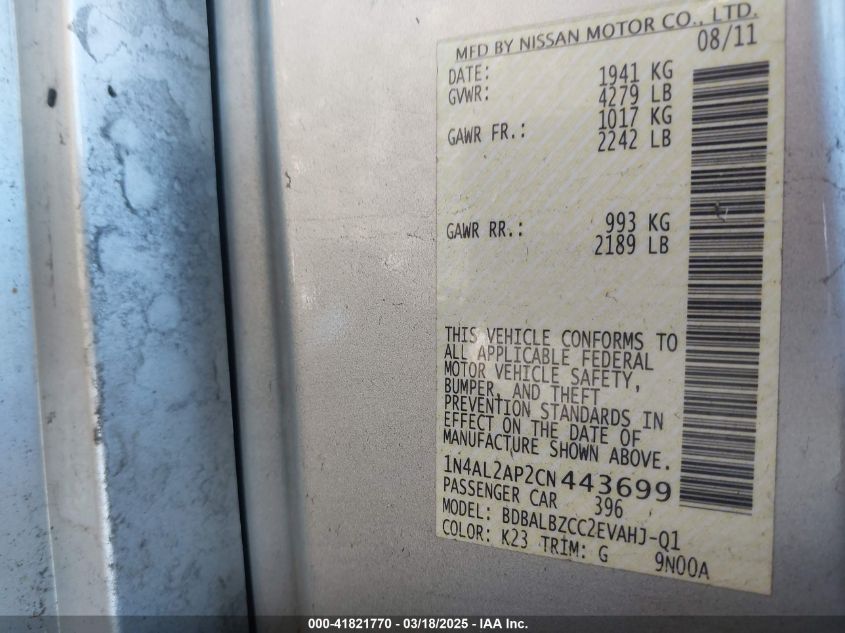 MFD BY NISSAN MOTOR CO., LTD.
DATE: 08/11
GVWR: 1941 KG
4279 LB
GAWR FR.: 1017 KG
2242 LB
GAWR RR.: 993 KG
2189 LB
THIS VEHICLE CONFORMS TO
ALL APPLICABLE FEDERAL
MOTOR VEHICLE SAFETY,
BUMPER, AND THEFT
PREVENTION STANDARDS IN
EFFECT ON THE DATE OF
MANUFACTURE SHOWN ABOVE.
1N4AL2AP2CN443699
PASSENGER CAR 396
MODEL: BDBALBZCC2EVAHJ-Q1
COLOR: K23 TRIM: G 9N00A
000-41821770 - 03/18/2025 - IAA Inc.